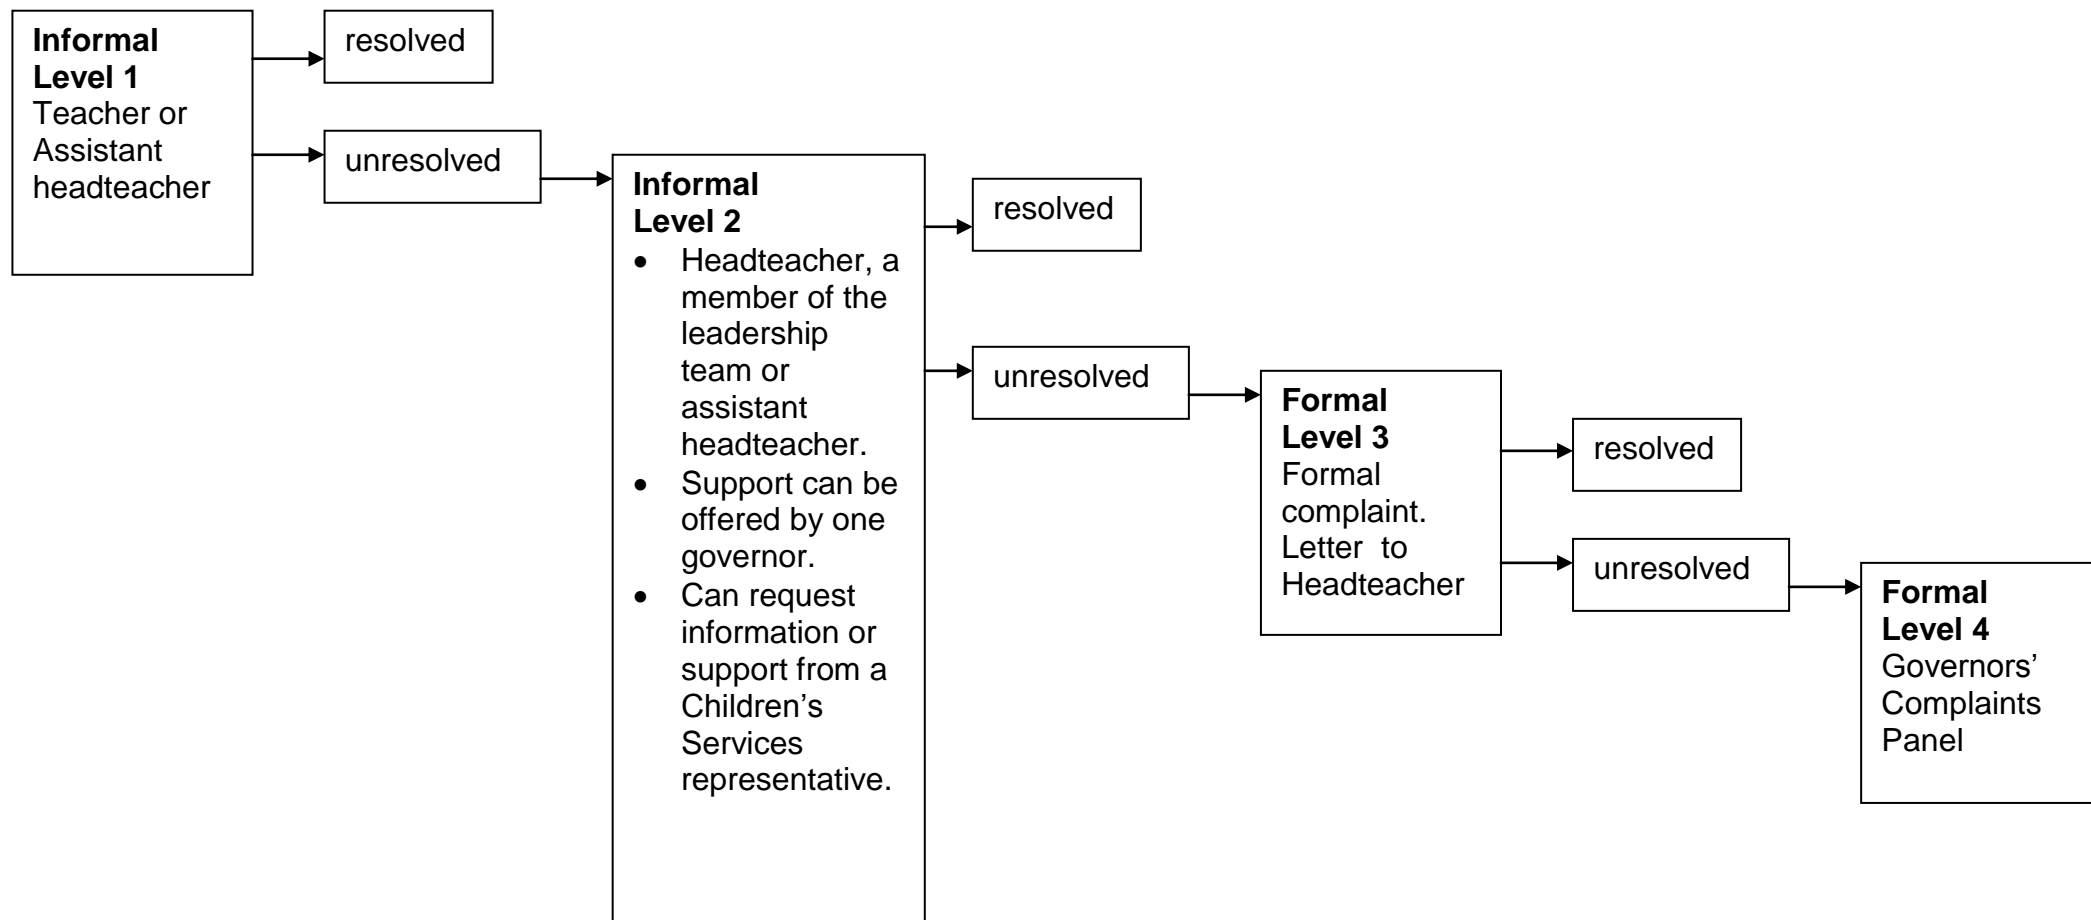 Informal
Level 1
Teacher or
Assistant
headteacher
resolved
unresolved
Informal
Level 2
• Headteacher, a
member of the
leadership
team or
assistant
headteacher.
• Support can be
offered by one
governor.
• Can request
information or
support from a
Children’s
Services
representative.
resolved
unresolved
Formal
Level 3
Formal
complaint.
Letter  to
Headteacher
resolved
unresolved
Formal
Level 4
Governors’
Complaints
Panel